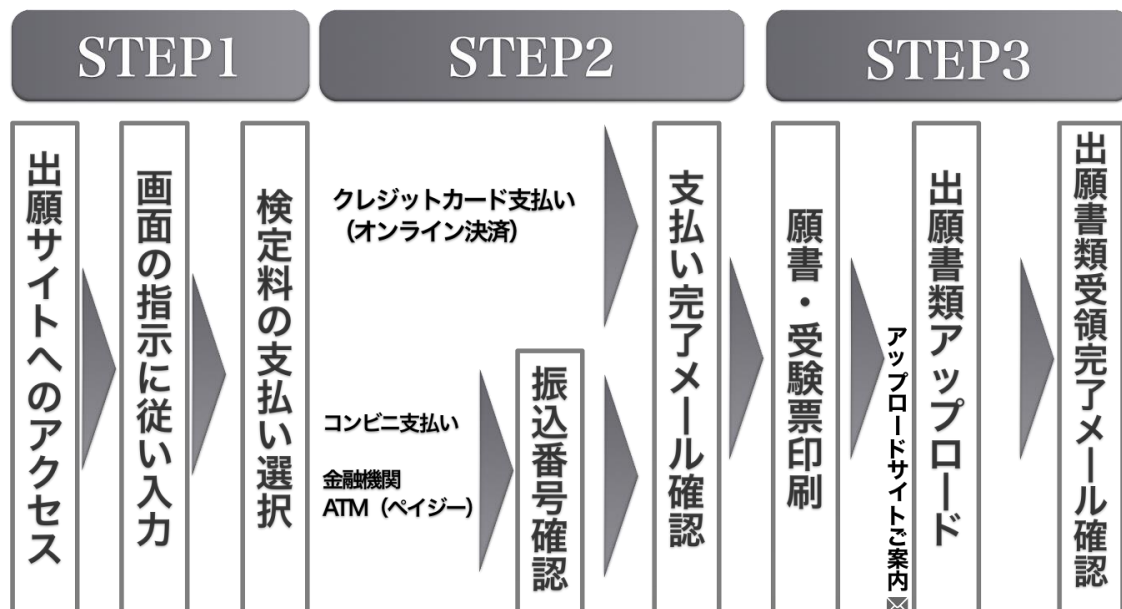 STEP1
STEP2
STEP3
出願サイトへのアクセス
画面の指示に従い入力
検定料の支払い選択
クレジットカード支払い
（オンライン決済）
コンビニ支払い
金融機関
ATM（ペイジー）
振込番号確認
支払い完了メール確認
願書・受験票印刷
アップロードサイトご案内
出願書類アップロード
出願書類受領完了メール確認